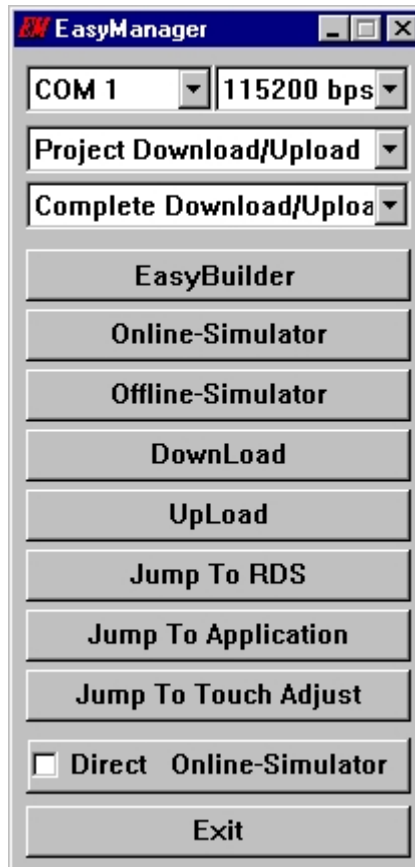 EM EasyManager
COM 1 115200 bps
Project Download/Upload
Complete Download/Uploa
EasyBuilder
Online-Simulator
Offline-Simulator
DownLoad
UpLoad
Jump To RDS
Jump To Application
Jump To Touch Adjust
Direct Online-Simulator
Exit